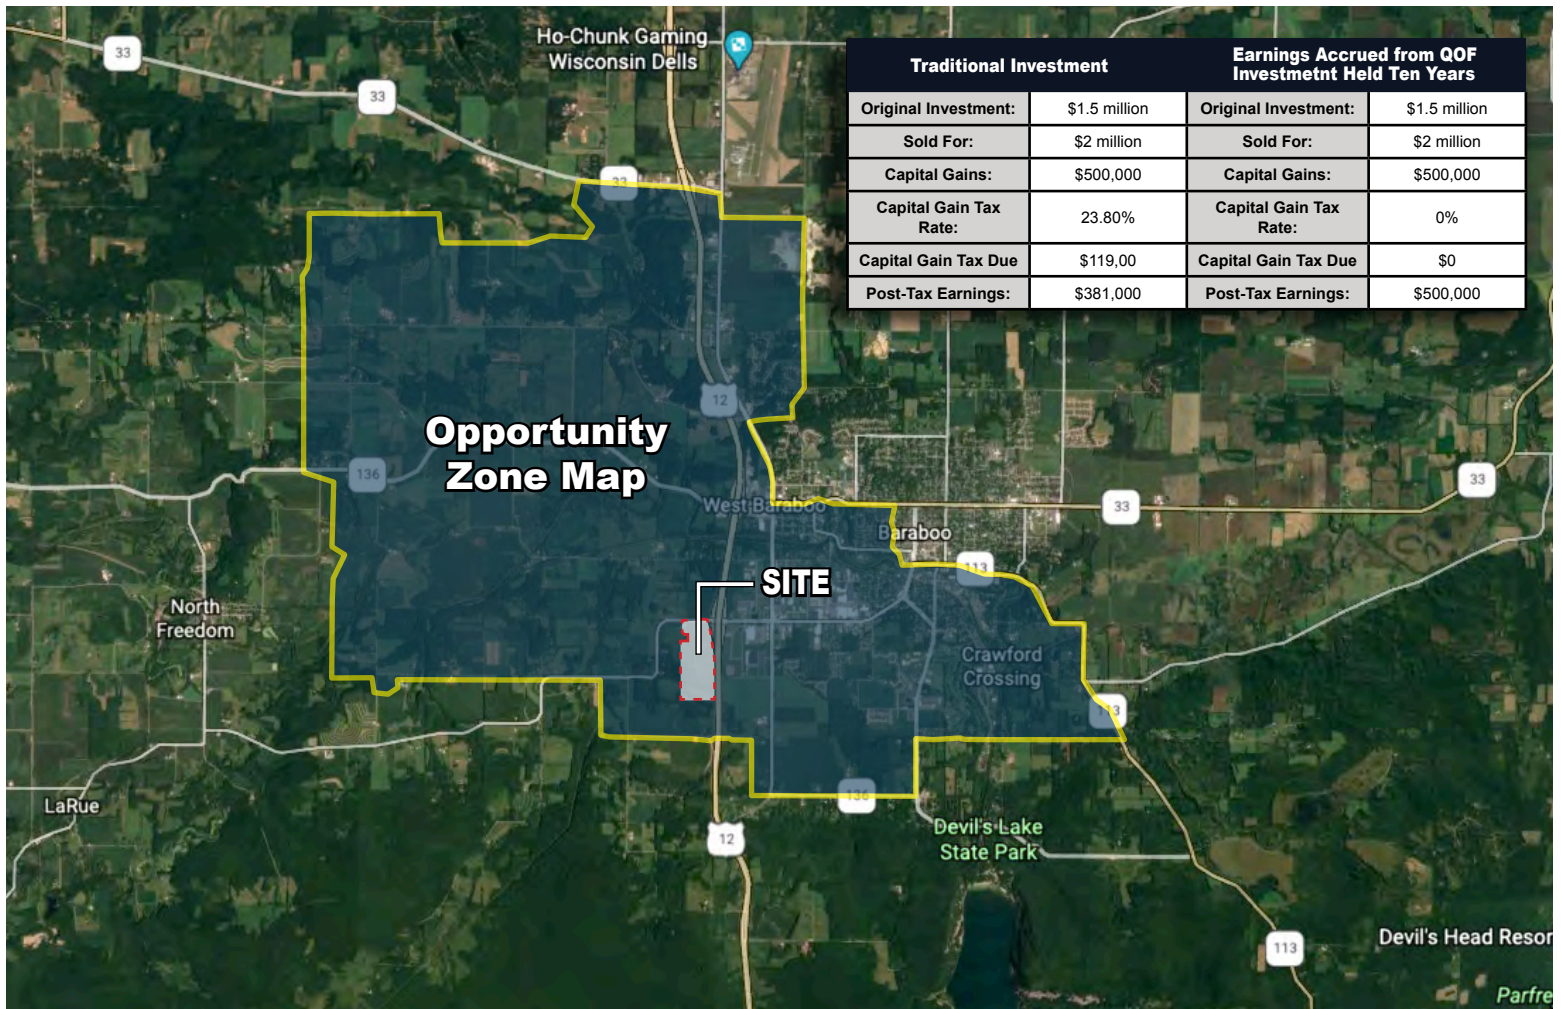 Ho-Chunk Gaming
Wisconsin Dells
33
33
33
Traditional Investment
Earnings Accrued from QOF
Investmetnt Held Ten Years
Original Investment: $1.5 million Original Investment: $1.5 million
Sold For: $2 million Sold For: $2 million
Capital Gains: $500,000 Capital Gains: $500,000
Capital Gain Tax
Rate: 23.80% Capital Gain Tax
Rate: 0%
Capital Gain Tax Due $119,00 Capital Gain Tax Due $0
Post-Tax Earnings: $381,000 Post-Tax Earnings: $500,000
12
Opportunity
Zone Map
136
33
West Baraboo
33
Baraboo
113
SITE
North
Freedom
Crawford
Crossing
113
136
LaRue
12
Devil's Lake
State Park
113
Devil's Head Resor
Parfre